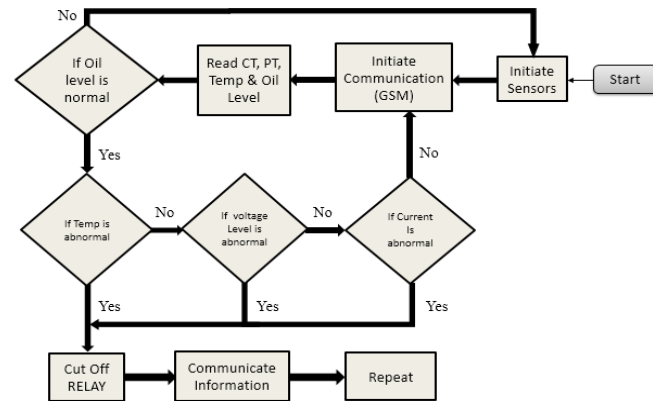 No
If Oil
level is
normal
Read CT, PT,
Temp & Oil
Level
Initiate
Communication
(GSM)
Initiate
Sensors
Start
Yes
No
If Temp is
abnormal
No
If voltage
Level is
abnormal
No
If Current
Is
abnormal
Yes
Yes
Yes
Cut Off
RELAY
Communicate
Information
Repeat